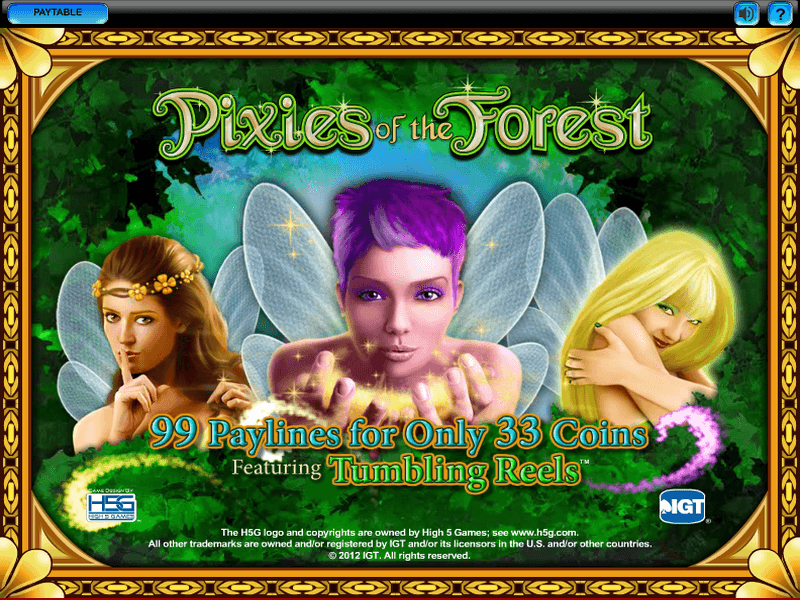 PAYTABLE
?
Pixies of the Forest
99 Paylines for Only 33 Coins
Featuring Tumbling Reels™
GAME DESIGN BY
H5G
HIGH 5 GAMES
IGT®
The H5G logo and copyrights are owned by High 5 Games; see www.h5g.com.
All other trademarks are owned and/or registered by IGT and/or its licensors in the U.S. and/or other countries.
© 2012 IGT. All rights reserved.